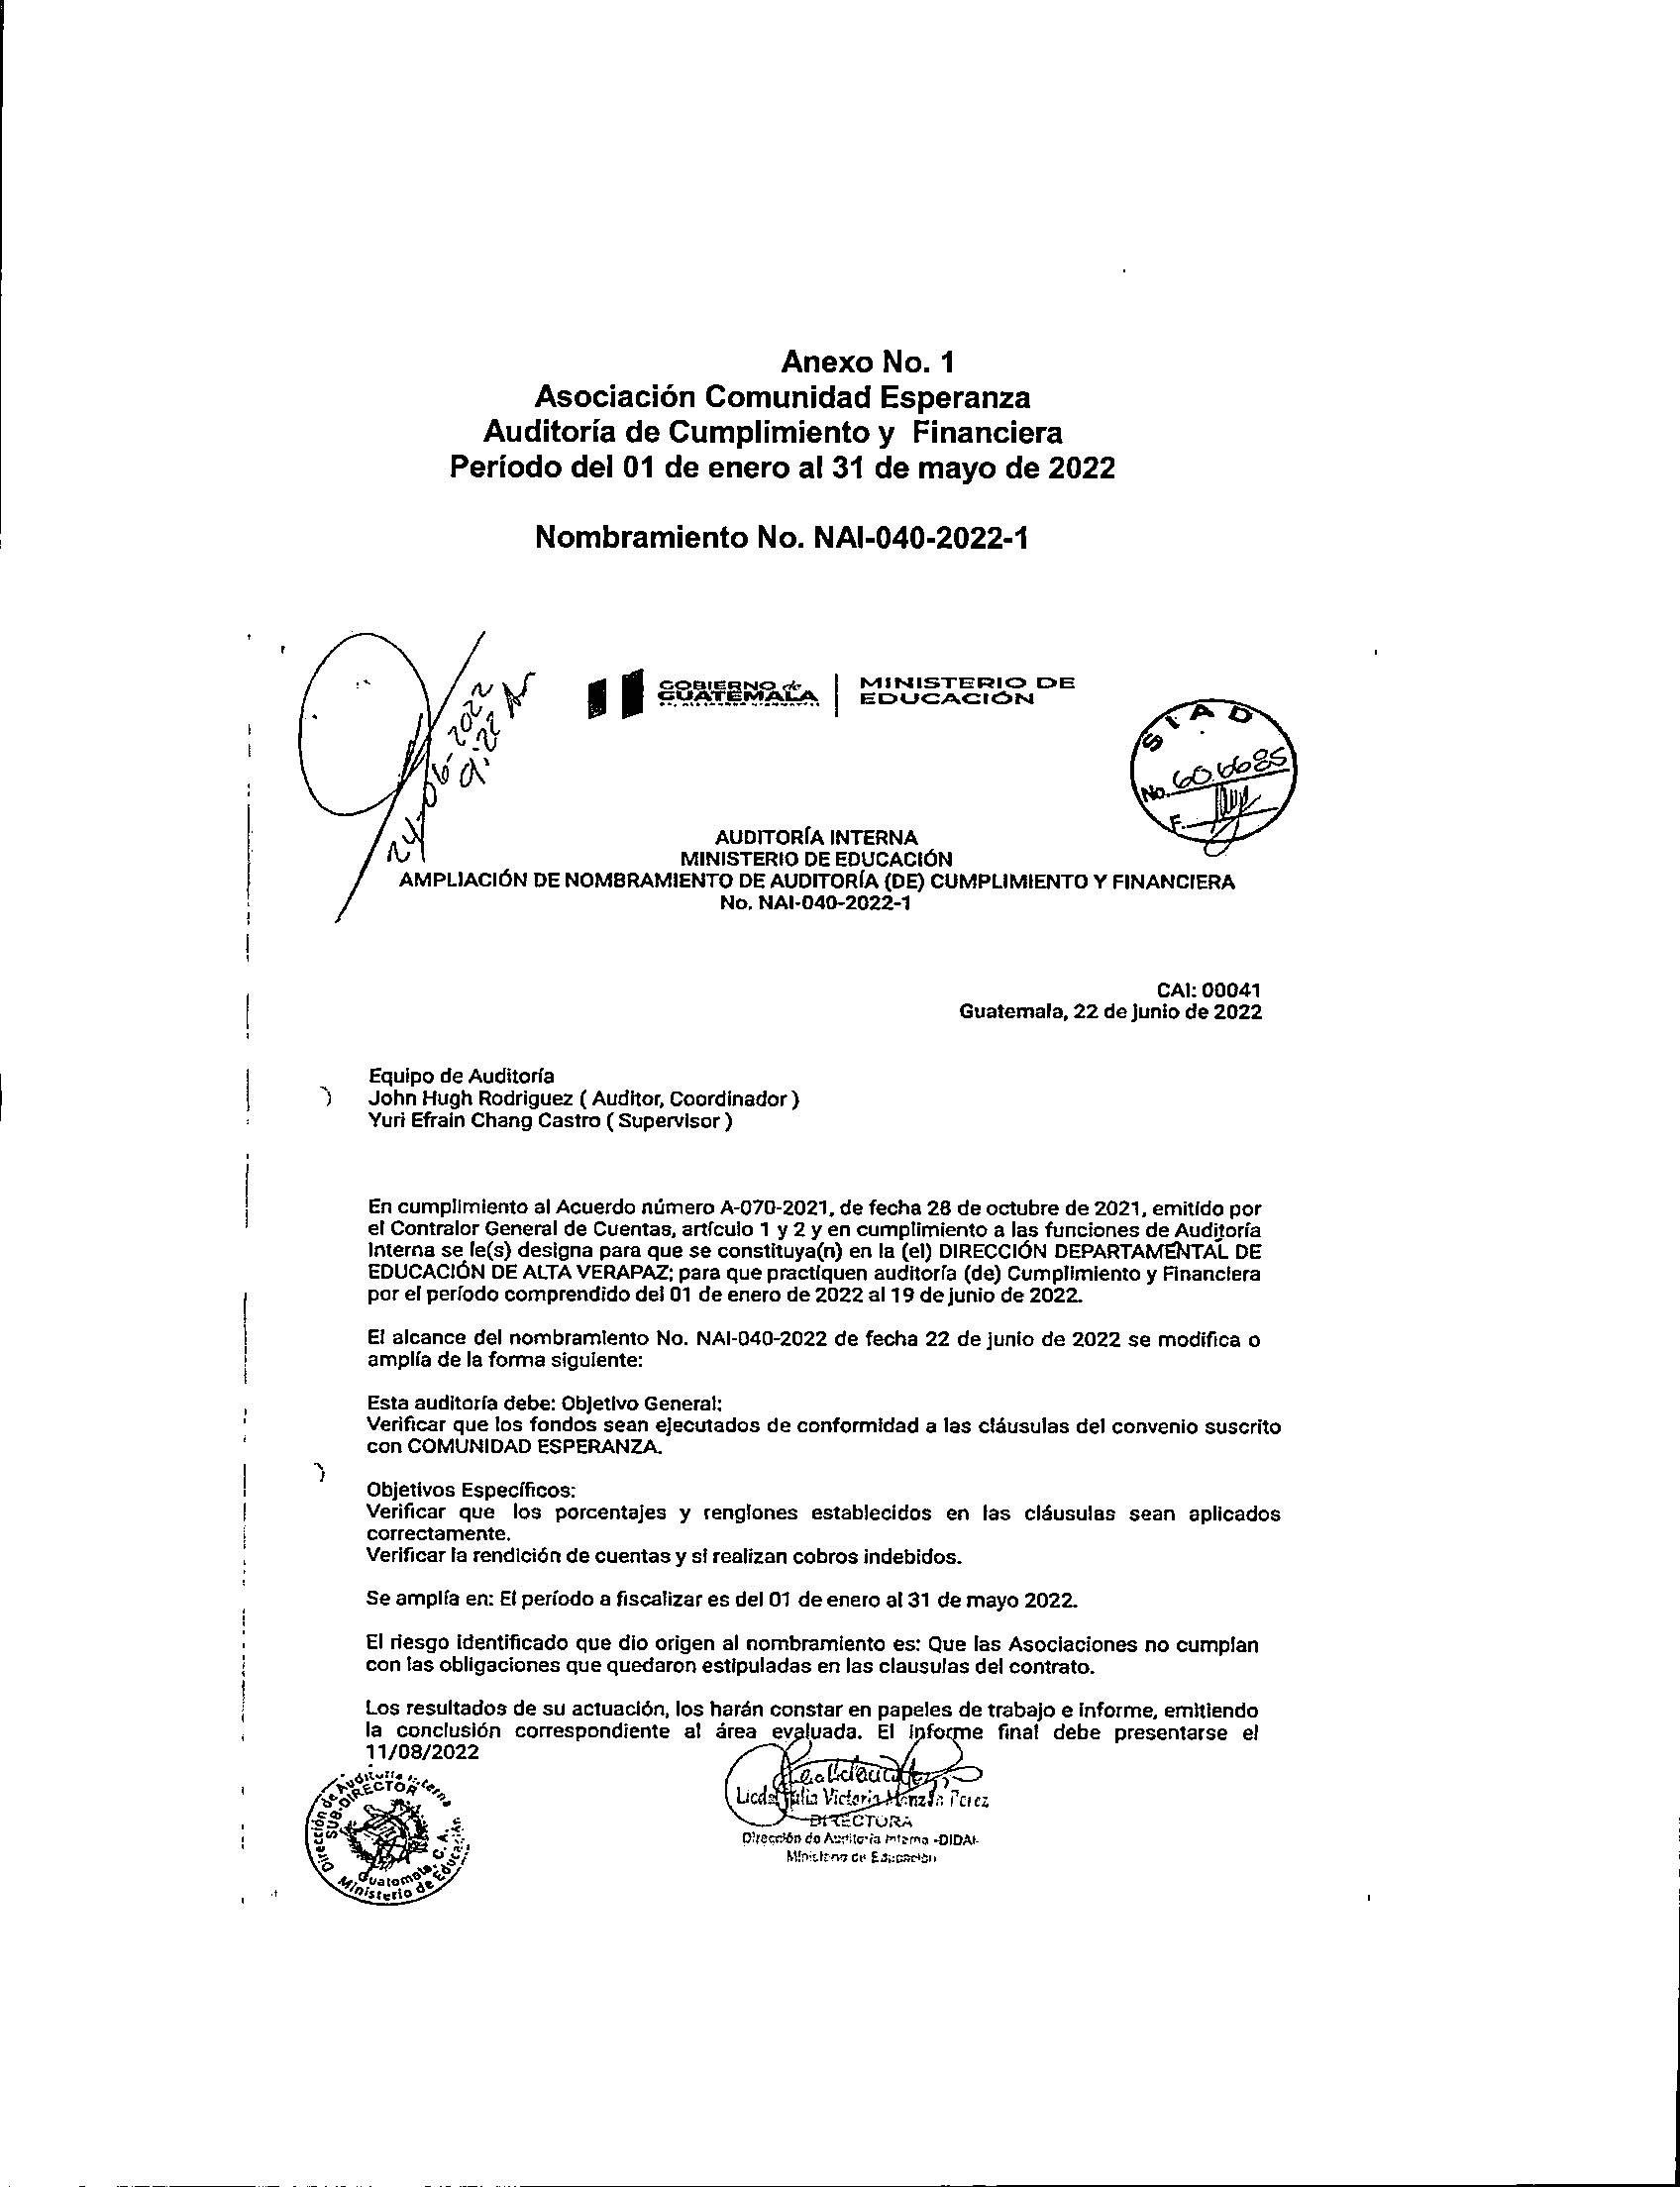 Anexo No. 1
Asociación Comunidad Esperanza
Auditoría de Cumplimiento y Financiera
Período del 01 de enero al 31 de mayo de 2022
Nombramiento No. NAI-040-2022-1
24-06-2022
9:22
GOBIERNO de
GUATEMALA
MINISTERIO DE
EDUCACIÓN
SIAD
No. 606685
F.
AUDITORÍA INTERNA
MINISTERIO DE EDUCACIÓN
AMPLIACIÓN DE NOMBRAMIENTO DE AUDITORÍA (DE) CUMPLIMIENTO Y FINANCIERA
No. NAI-040-2022-1
CAI: 00041
Guatemala, 22 de junio de 2022
Equipo de Auditoría
John Hugh Rodriguez ( Auditor, Coordinador )
Yuri Efrain Chang Castro ( Supervisor )
En cumplimiento al Acuerdo número A-070-2021, de fecha 28 de octubre de 2021, emitido por
el Contralor General de Cuentas, artículo 1 y 2 y en cumplimiento a las funciones de Auditoría
Interna se le(s) designa para que se constituya(n) en la (el) DIRECCIÓN DEPARTAMENTAL DE
EDUCACIÓN DE ALTA VERAPAZ; para que practiquen auditoría (de) Cumplimiento y Financiera
por el período comprendido del 01 de enero de 2022 al 19 de junio de 2022.
El alcance del nombramiento No. NAI-040-2022 de fecha 22 de junio de 2022 se modifica o
amplía de la forma siguiente:
Esta auditoría debe: Objetivo General:
Verificar que los fondos sean ejecutados de conformidad a las cláusulas del convenio suscrito
con COMUNIDAD ESPERANZA.
Objetivos Específicos:
Verificar que los porcentajes y renglones establecidos en las cláusulas sean aplicados
correctamente.
Verificar la rendición de cuentas y si realizan cobros indebidos.
Se amplía en: El período a fiscalizar es del 01 de enero al 31 de mayo 2022.
El riesgo identificado que dio origen al nombramiento es: Que las Asociaciones no cumplan
con las obligaciones que quedaron estipuladas en las clausulas del contrato.
Los resultados de su actuación, los harán constar en papeles de trabajo e informe, emitiendo
la conclusión correspondiente al área evaluada. El informe final debe presentarse el
11/08/2022
Dirección de Auditoría Interna
SUB-DIRECTOR
Guatemala, C. A.
Ministerio de Educación
Licda. Julia Victoria Monzón Perez
DIRECTORA
Dirección de Auditoría Interna -DIDAI-
Ministerio de Educación